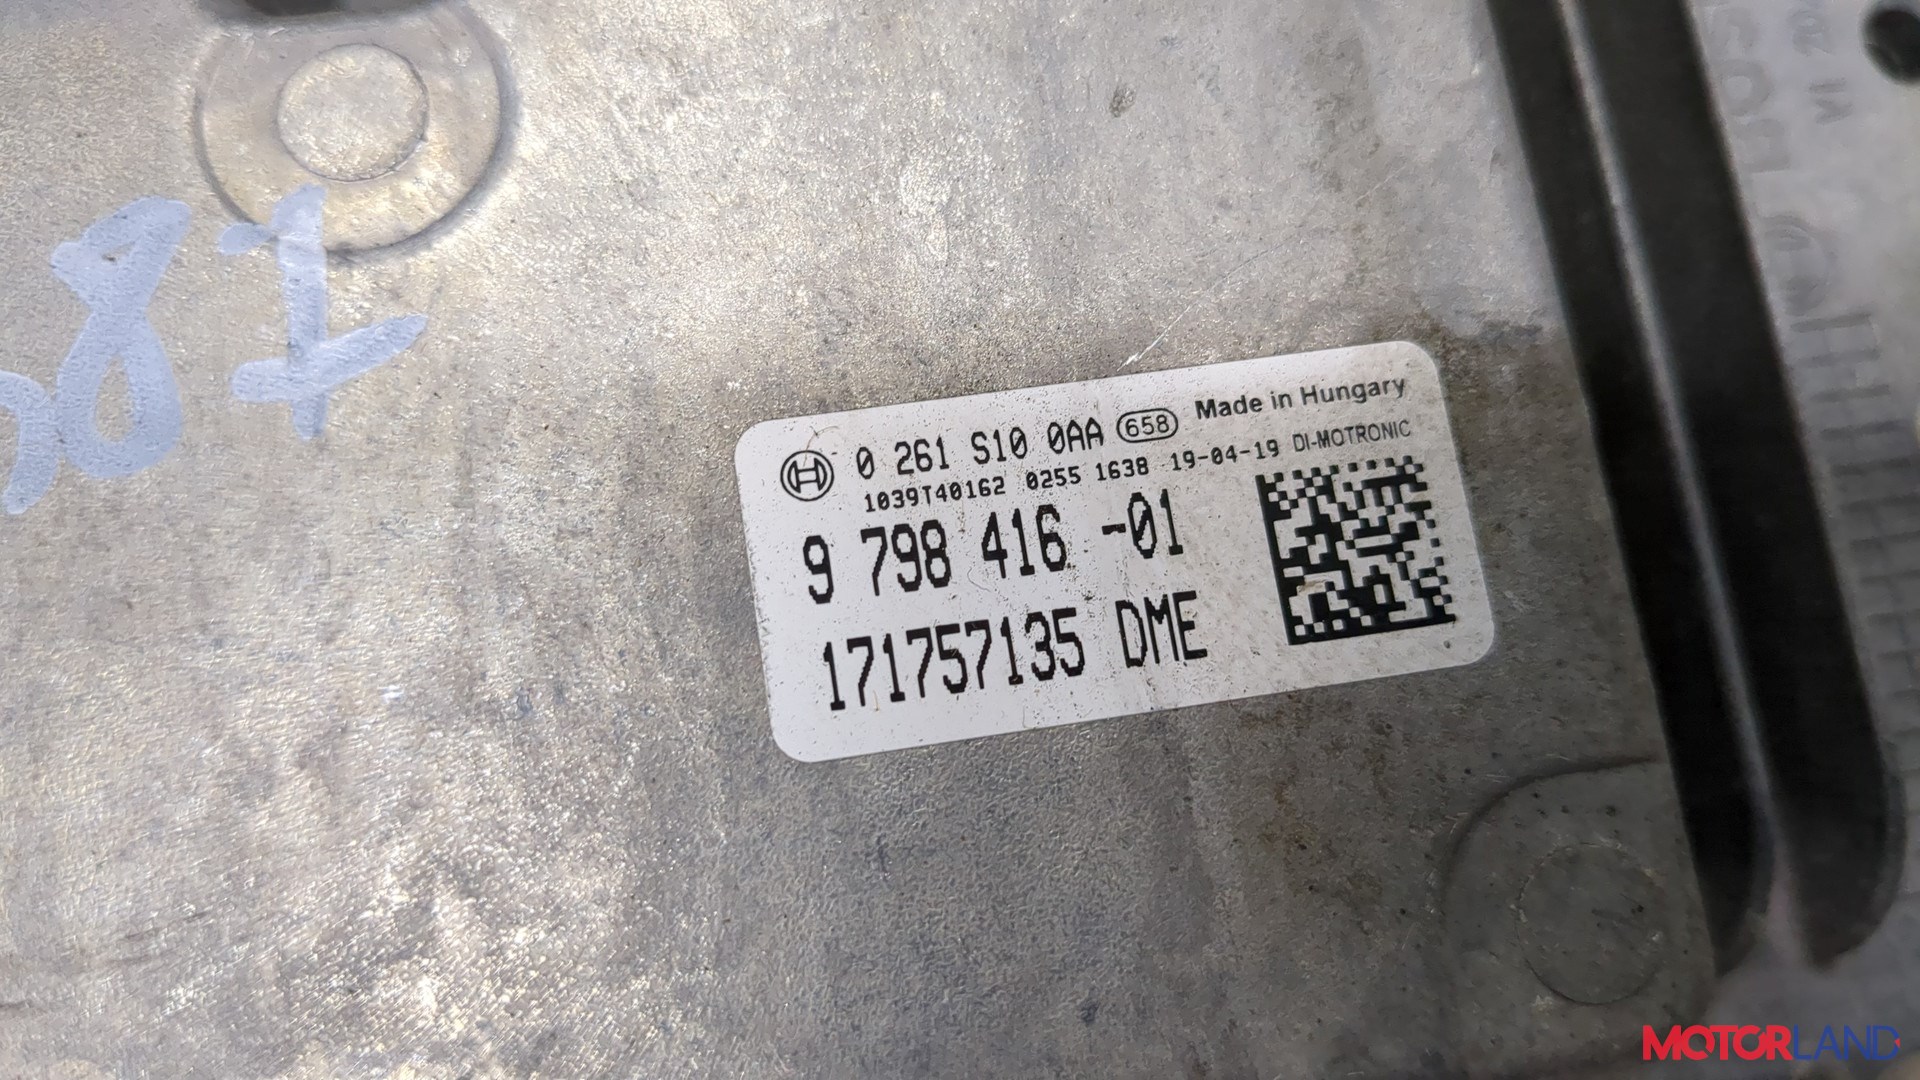 87
0 261 S10 0AA 658 Made in Hungary
1039T40162 0255 1638 19-04-19 DI-MOTRONIC
9 798 416 -01
171757135 DME
MOTORLAND